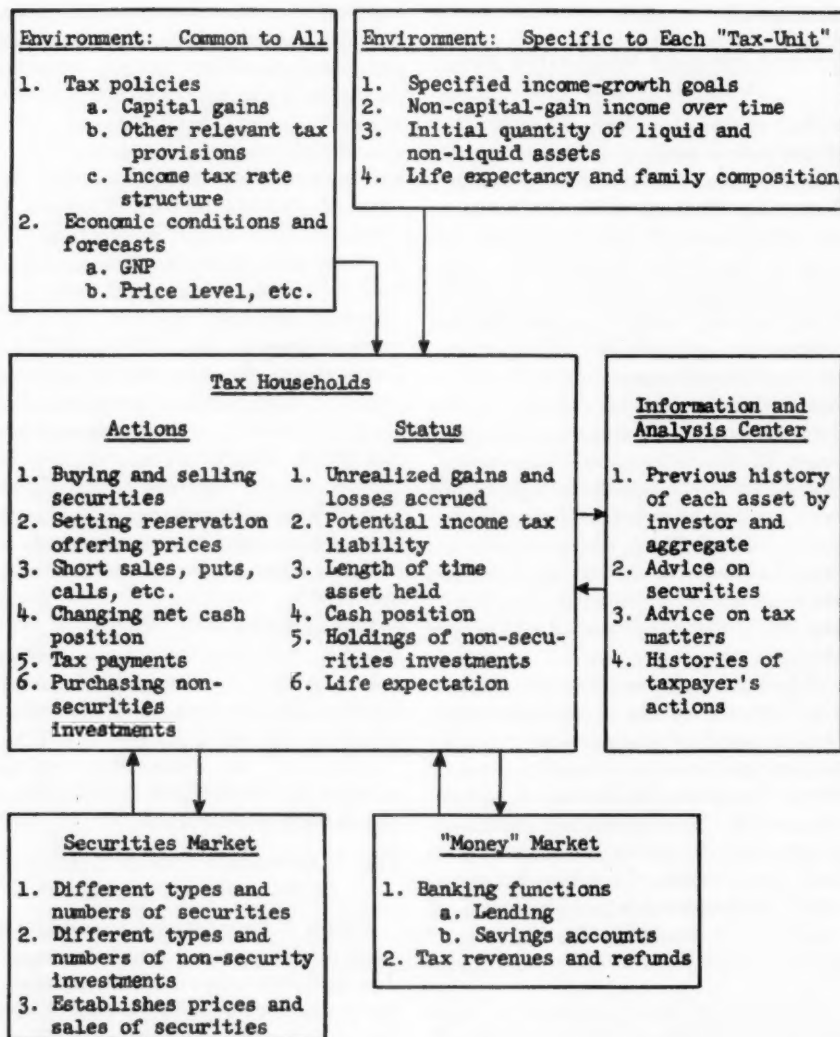 Environment: Common to All
1. Tax policies
a. Capital gains
b. Other relevant tax
provisions
c. Income tax rate
structure
2. Economic conditions and
forecasts
a. GNP
b. Price level, etc.
Environment: Specific to Each "Tax-Unit"
1. Specified income-growth goals
2. Non-capital-gain income over time
3. Initial quantity of liquid and
non-liquid assets
4. Life expectancy and family composition
Tax Households
Actions
1. Buying and selling
securities
2. Setting reservation
offering prices
3. Short sales, puts,
calls, etc.
4. Changing net cash
position
5. Tax payments
6. Purchasing non-
securities
investments
Status
1. Unrealized gains and
losses accrued
2. Potential income tax
liability
3. Length of time
asset held
4. Cash position
5. Holdings of non-secu-
rities investments
6. Life expectation
Information and
Analysis Center
1. Previous history
of each asset by
investor and
aggregate
2. Advice on
securities
3. Advice on tax
matters
4. Histories of
taxpayer's
actions
Securities Market
1. Different types and
numbers of securities
2. Different types and
numbers of non-security
investments
3. Establishes prices and
sales of securities
"Money" Market
1. Banking functions
a. Lending
b. Savings accounts
2. Tax revenues and refunds